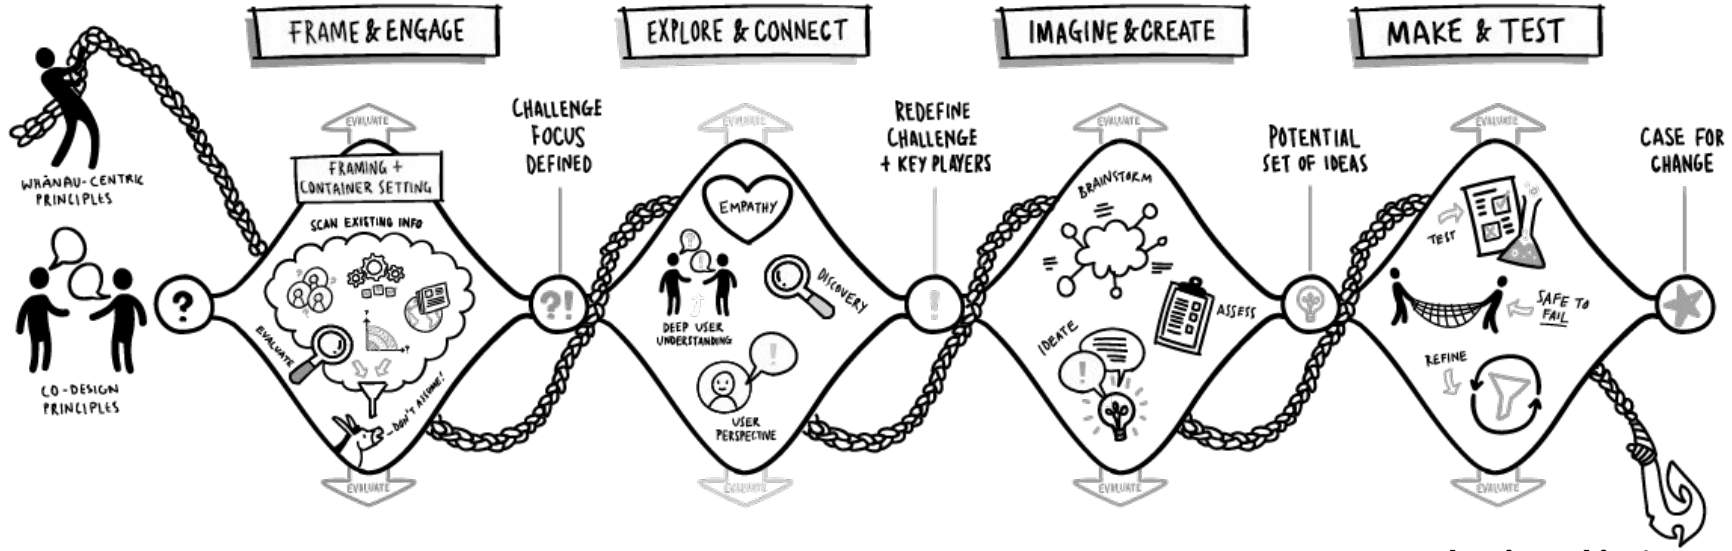 FRAME & ENGAGE
EXPLORE & CONNECT
IMAGINE & CREATE
MAKE & TEST
WHĀNAU-CENTRIC
PRINCIPLES
CO-DESIGN
PRINCIPLES
?
EVALUATE
FRAMING +
CONTAINER SETTING
SCAN EXISTING INFO
EVALUATE
DON'T ASSUME!
EVALUATE
CHALLENGE
FOCUS
DEFINED
?!
EVALUATE
EMPATHY
DISCOVERY
DEEP USER
UNDERSTANDING
!
USER
PERSPECTIVE
EVALUATE
REDEFINE
CHALLENGE
+ KEY PLAYERS
!
EVALUATE
BRAINSTORM
ASSESS
IDEATE
!
EVALUATE
POTENTIAL
SET OF IDEAS
EVALUATE
TEST
SAFE TO
FAIL
REFINE
EVALUATE
CASE FOR
CHANGE